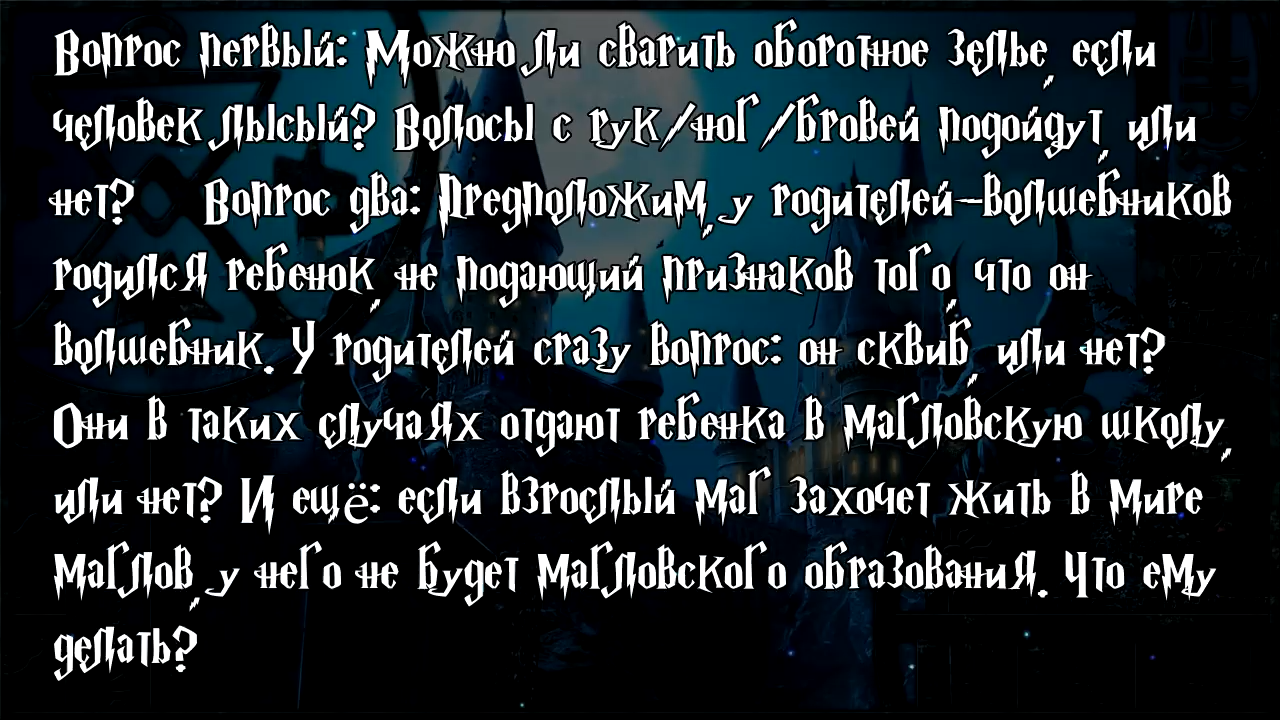 Вопрос первый: Можно ли сварить оборотное зелье, если
человек лысый? Волосы с рук/ног/бровей подойдут, или
нет? Вопрос два: Предположим, у родителей-волшебников
родился ребенок, не подающий признаков того, что он
волшебник. У родителей сразу вопрос: он сквиб, или нет?
Они в таких случаях отдают ребенка в магловскую школу,
или нет? И ещё: если взрослый маг захочет жить в мире
маглов, у него не будет магловского образования. Что ему
делать?